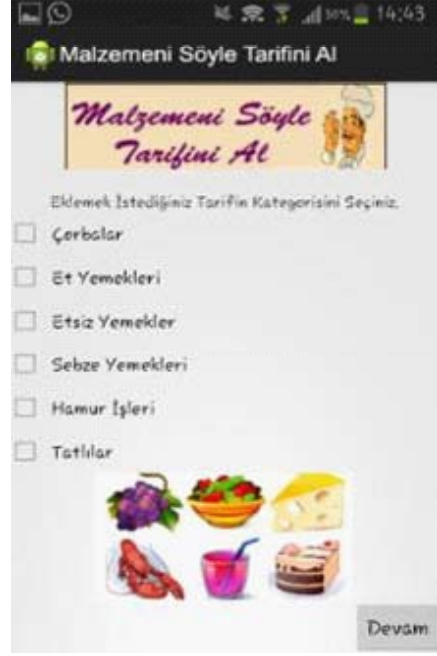 14:43
Malzemeni Söyle Tarifini Al
Malzemeni Söyle
Tarifini Al
Eklemek İstediğiniz Tarifin Kategorisini Seçiniz.
Çorbalar
Et Yemekleri
Etsiz Yemekler
Sebze Yemekleri
Hamur İşleri
Tatlılar
Devam